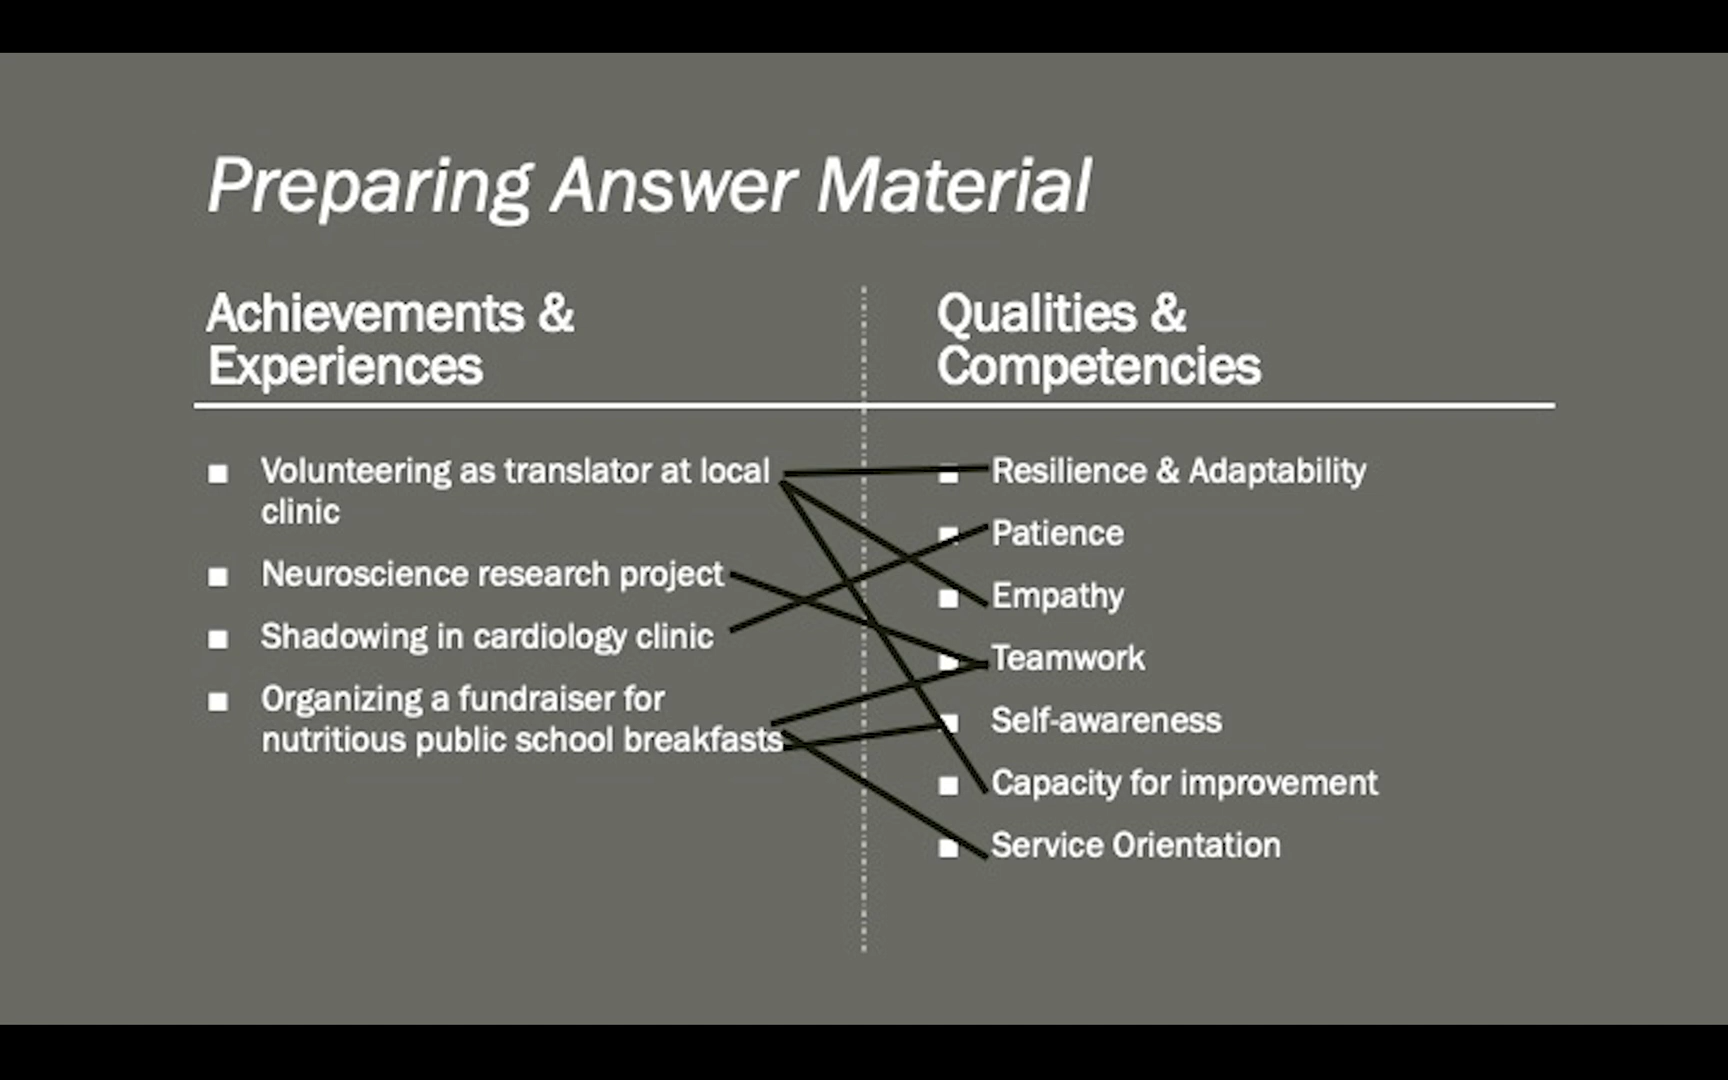 Preparing Answer Material
Achievements &
Experiences
Volunteering as translator at local
clinic
Neuroscience research project
Shadowing in cardiology clinic
Organizing a fundraiser for
nutritious public school breakfasts
Qualities &
Competencies
Resilience & Adaptability
Patience
Empathy
Teamwork
Self-awareness
Capacity for improvement
Service Orientation